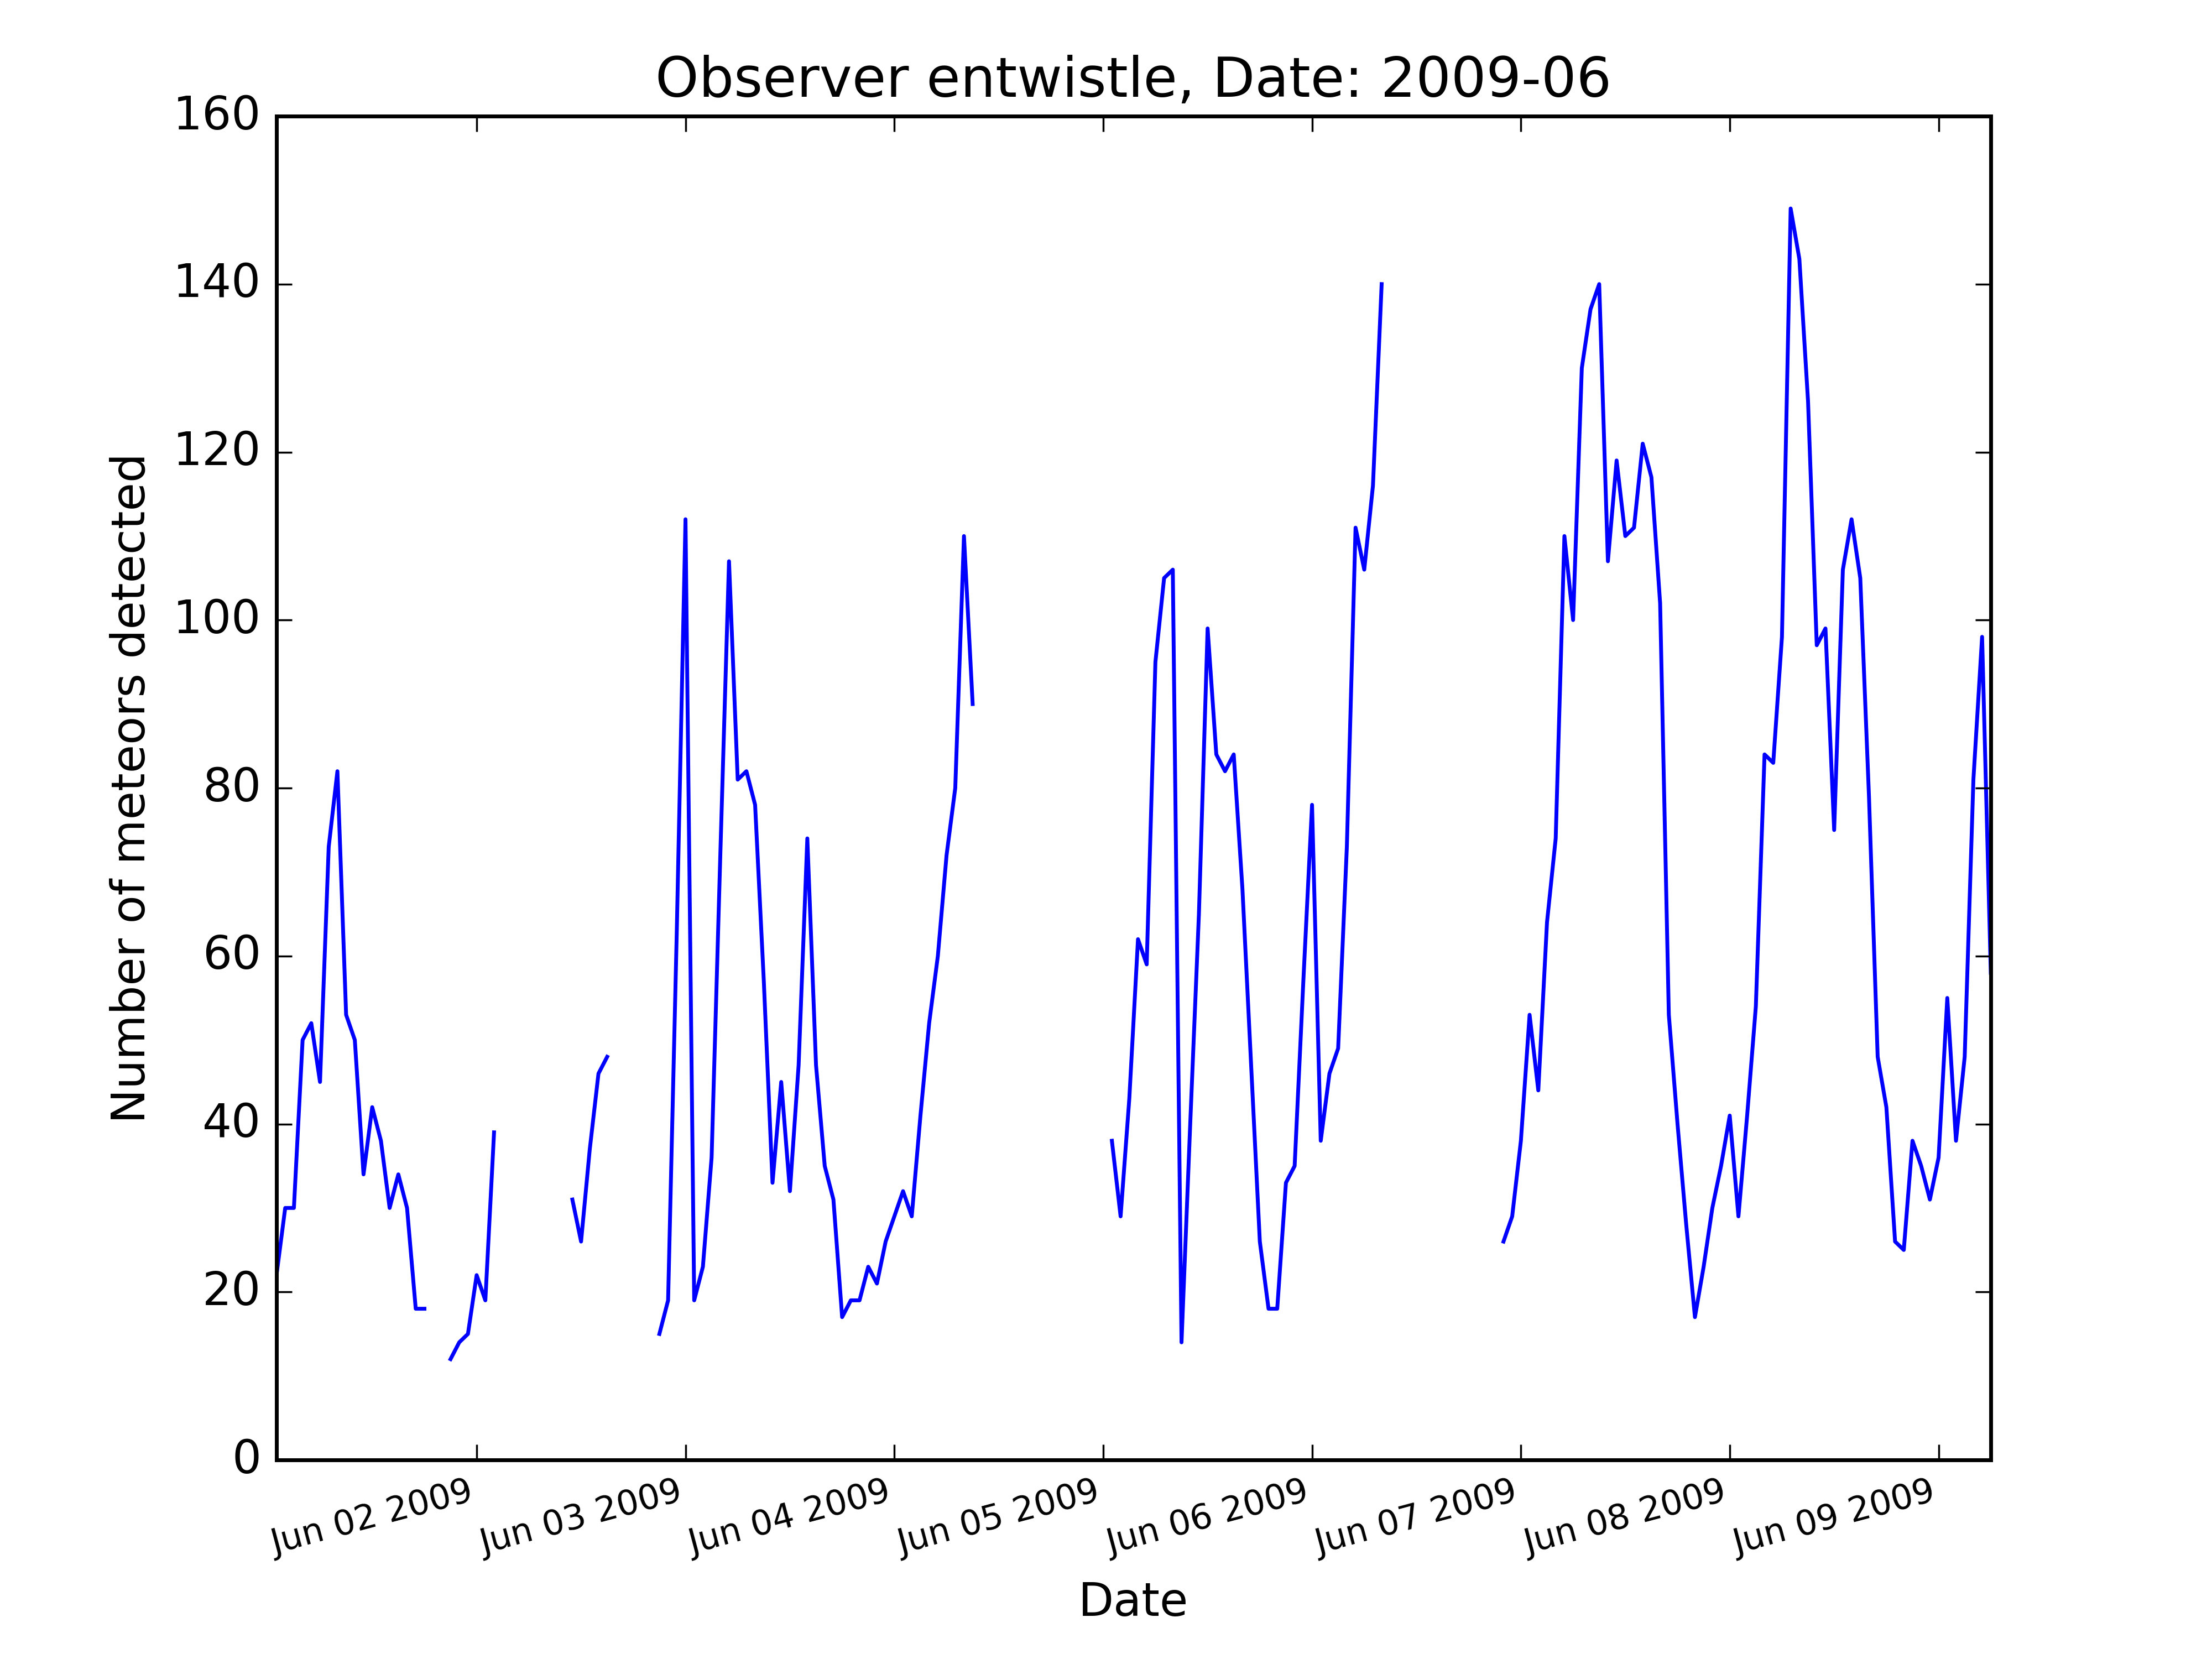 Observer entwistle, Date: 2009-06
160
140
120
100
80
60
40
20
0
Number of meteors detected
Jun 02 2009
Jun 03 2009
Jun 04 2009
Jun 05 2009
Jun 06 2009
Jun 07 2009
Jun 08 2009
Jun 09 2009
Date